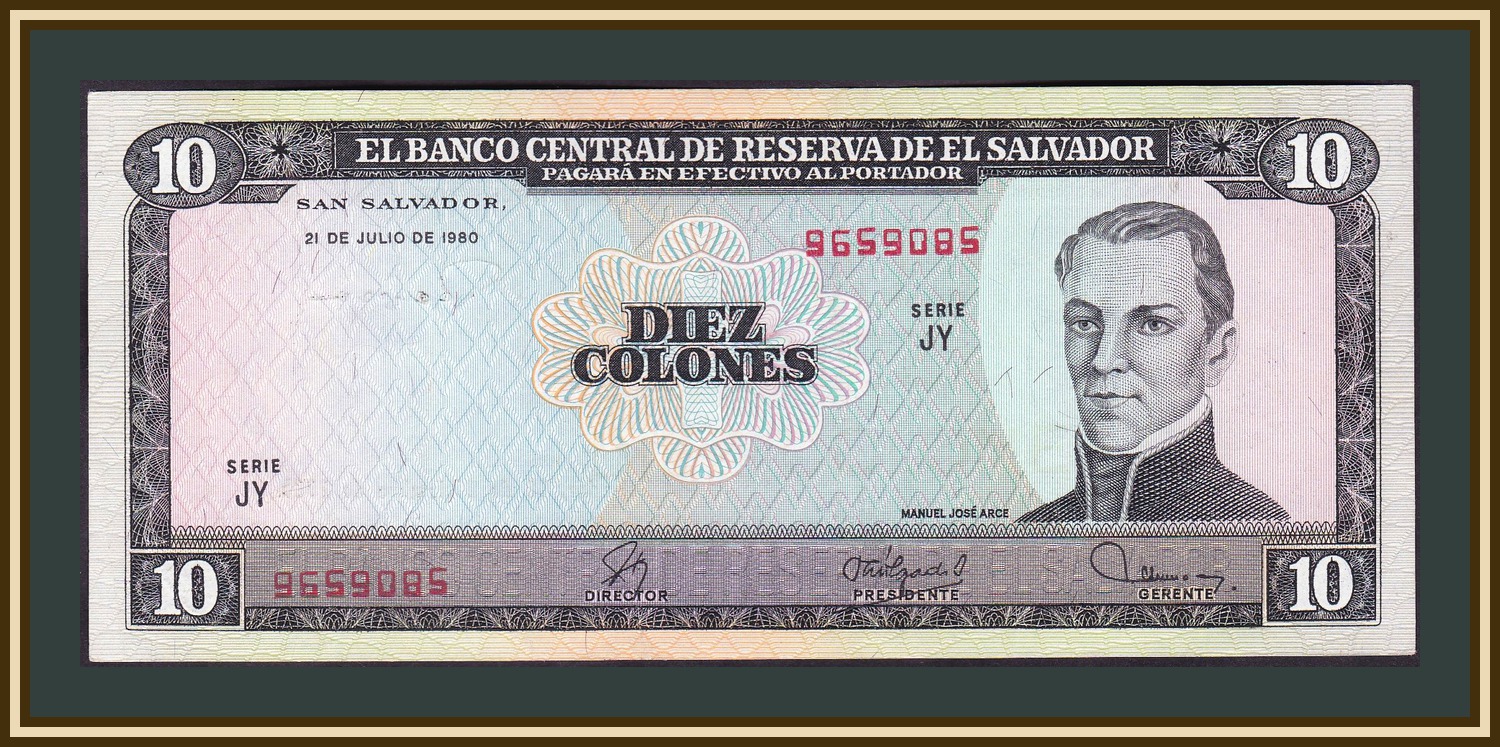 10
EL BANCO CENTRAL DE RESERVA DE EL SALVADOR
10
PAGARÁ EN EFECTIVO AL PORTADOR
SAN SALVADOR,
21 DE JULIO DE 1980
9659085
DIEZ
COLONES
SERIE
JY
SERIE
JY
MANUEL JOSÉ ARCE
10
9659085
DIRECTOR
PRESIDENTE
GERENTE
10